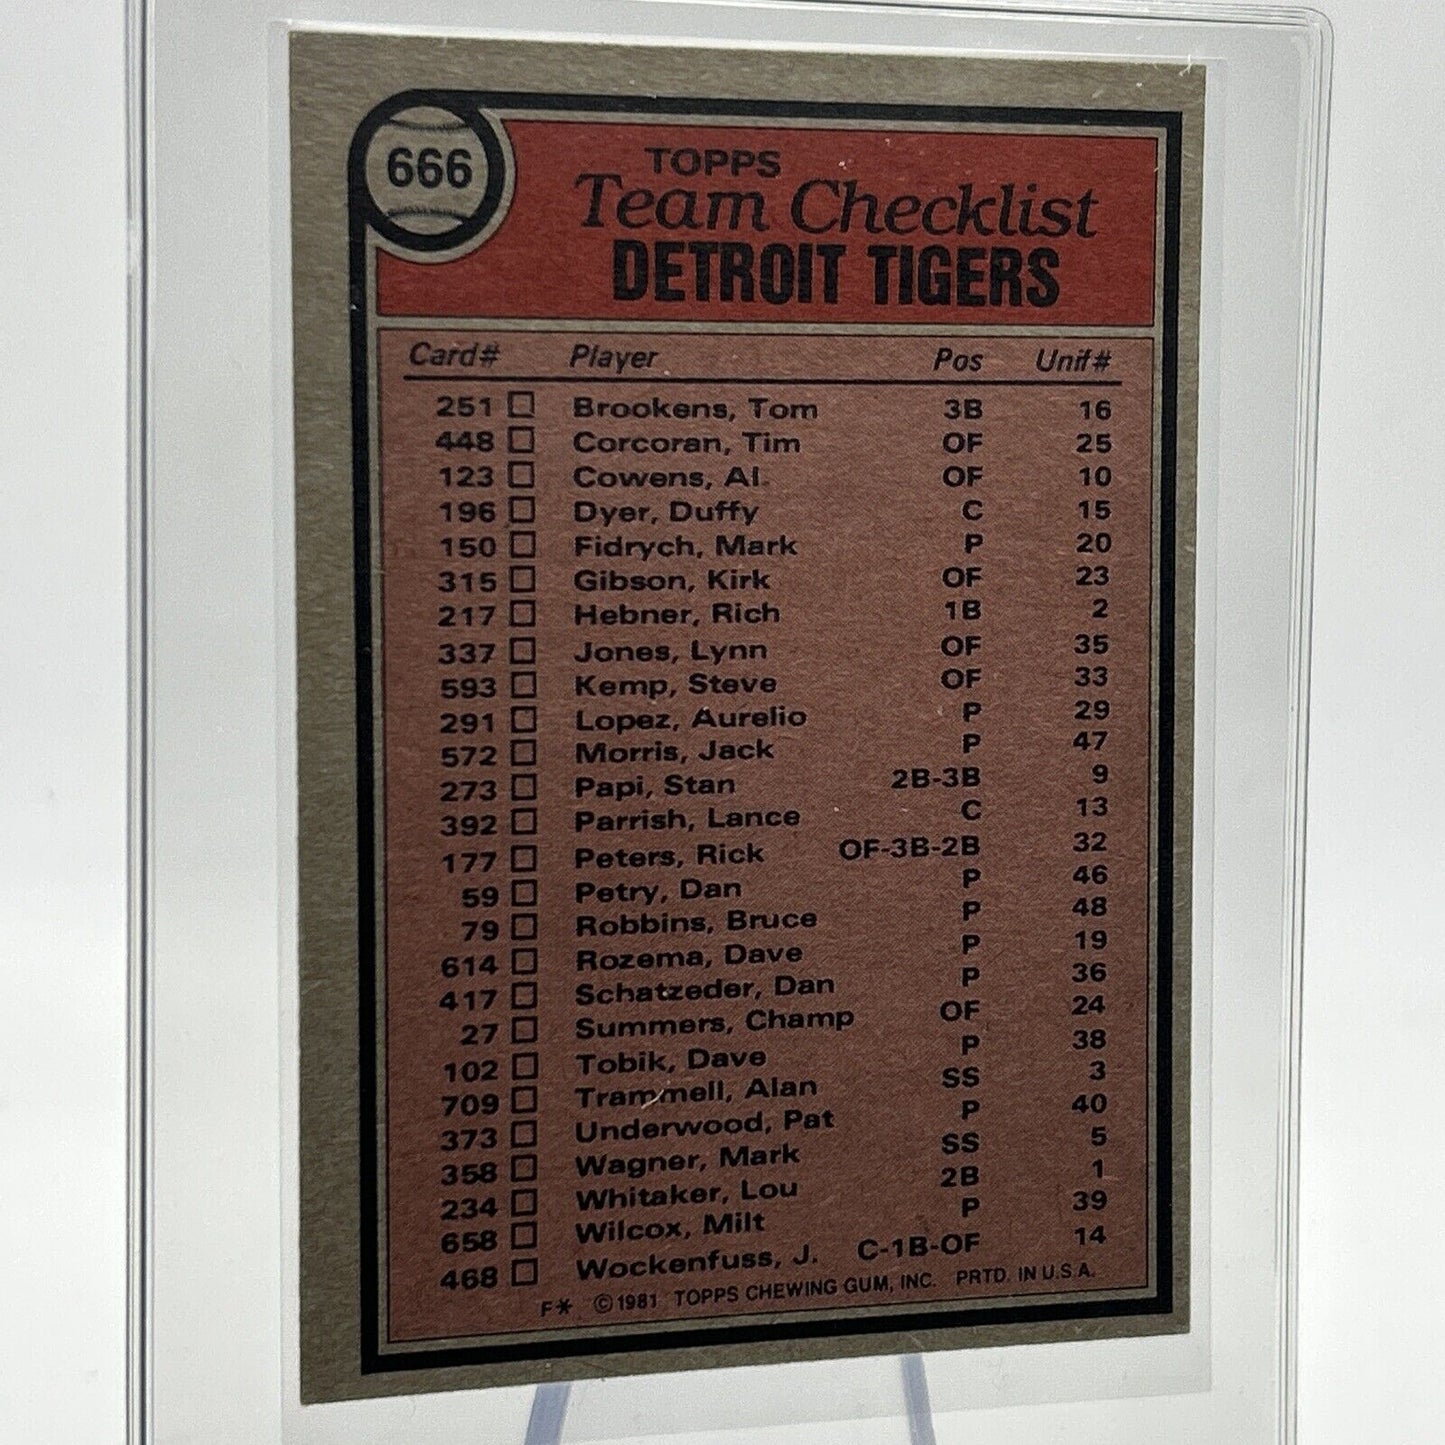 666
TOPPS
Team Checklist
DETROIT TIGERS
Card# Player Pos Unif#
251 Brookens, Tom 3B 16
448 Corcoran, Tim OF 25
123 Cowens, Al OF 10
196 Dyer, Duffy C 15
150 Fidrych, Mark P 20
315 Gibson, Kirk OF 23
217 Hebner, Rich 1B 2
337 Jones, Lynn OF 35
593 Kemp, Steve OF 33
291 Lopez, Aurelio P 29
572 Morris, Jack P 47
273 Papi, Stan 2B-3B 9
392 Parrish, Lance C 13
177 Peters, Rick OF-3B-2B 32
59 Petry, Dan P 46
79 Robbins, Bruce P 48
614 Rozema, Dave P 19
417 Schatzeder, Dan P 36
27 Summers, Champ OF 24
102 Tobik, Dave P 38
709 Trammell, Alan SS 3
373 Underwood, Pat P 40
358 Wagner, Mark SS 5
234 Whitaker, Lou 2B 1
658 Wilcox, Milt P 39
468 Wockenfuss, J. C-1B-OF 14
F* ©1981 TOPPS CHEWING GUM, INC. PRTD. IN U.S.A.